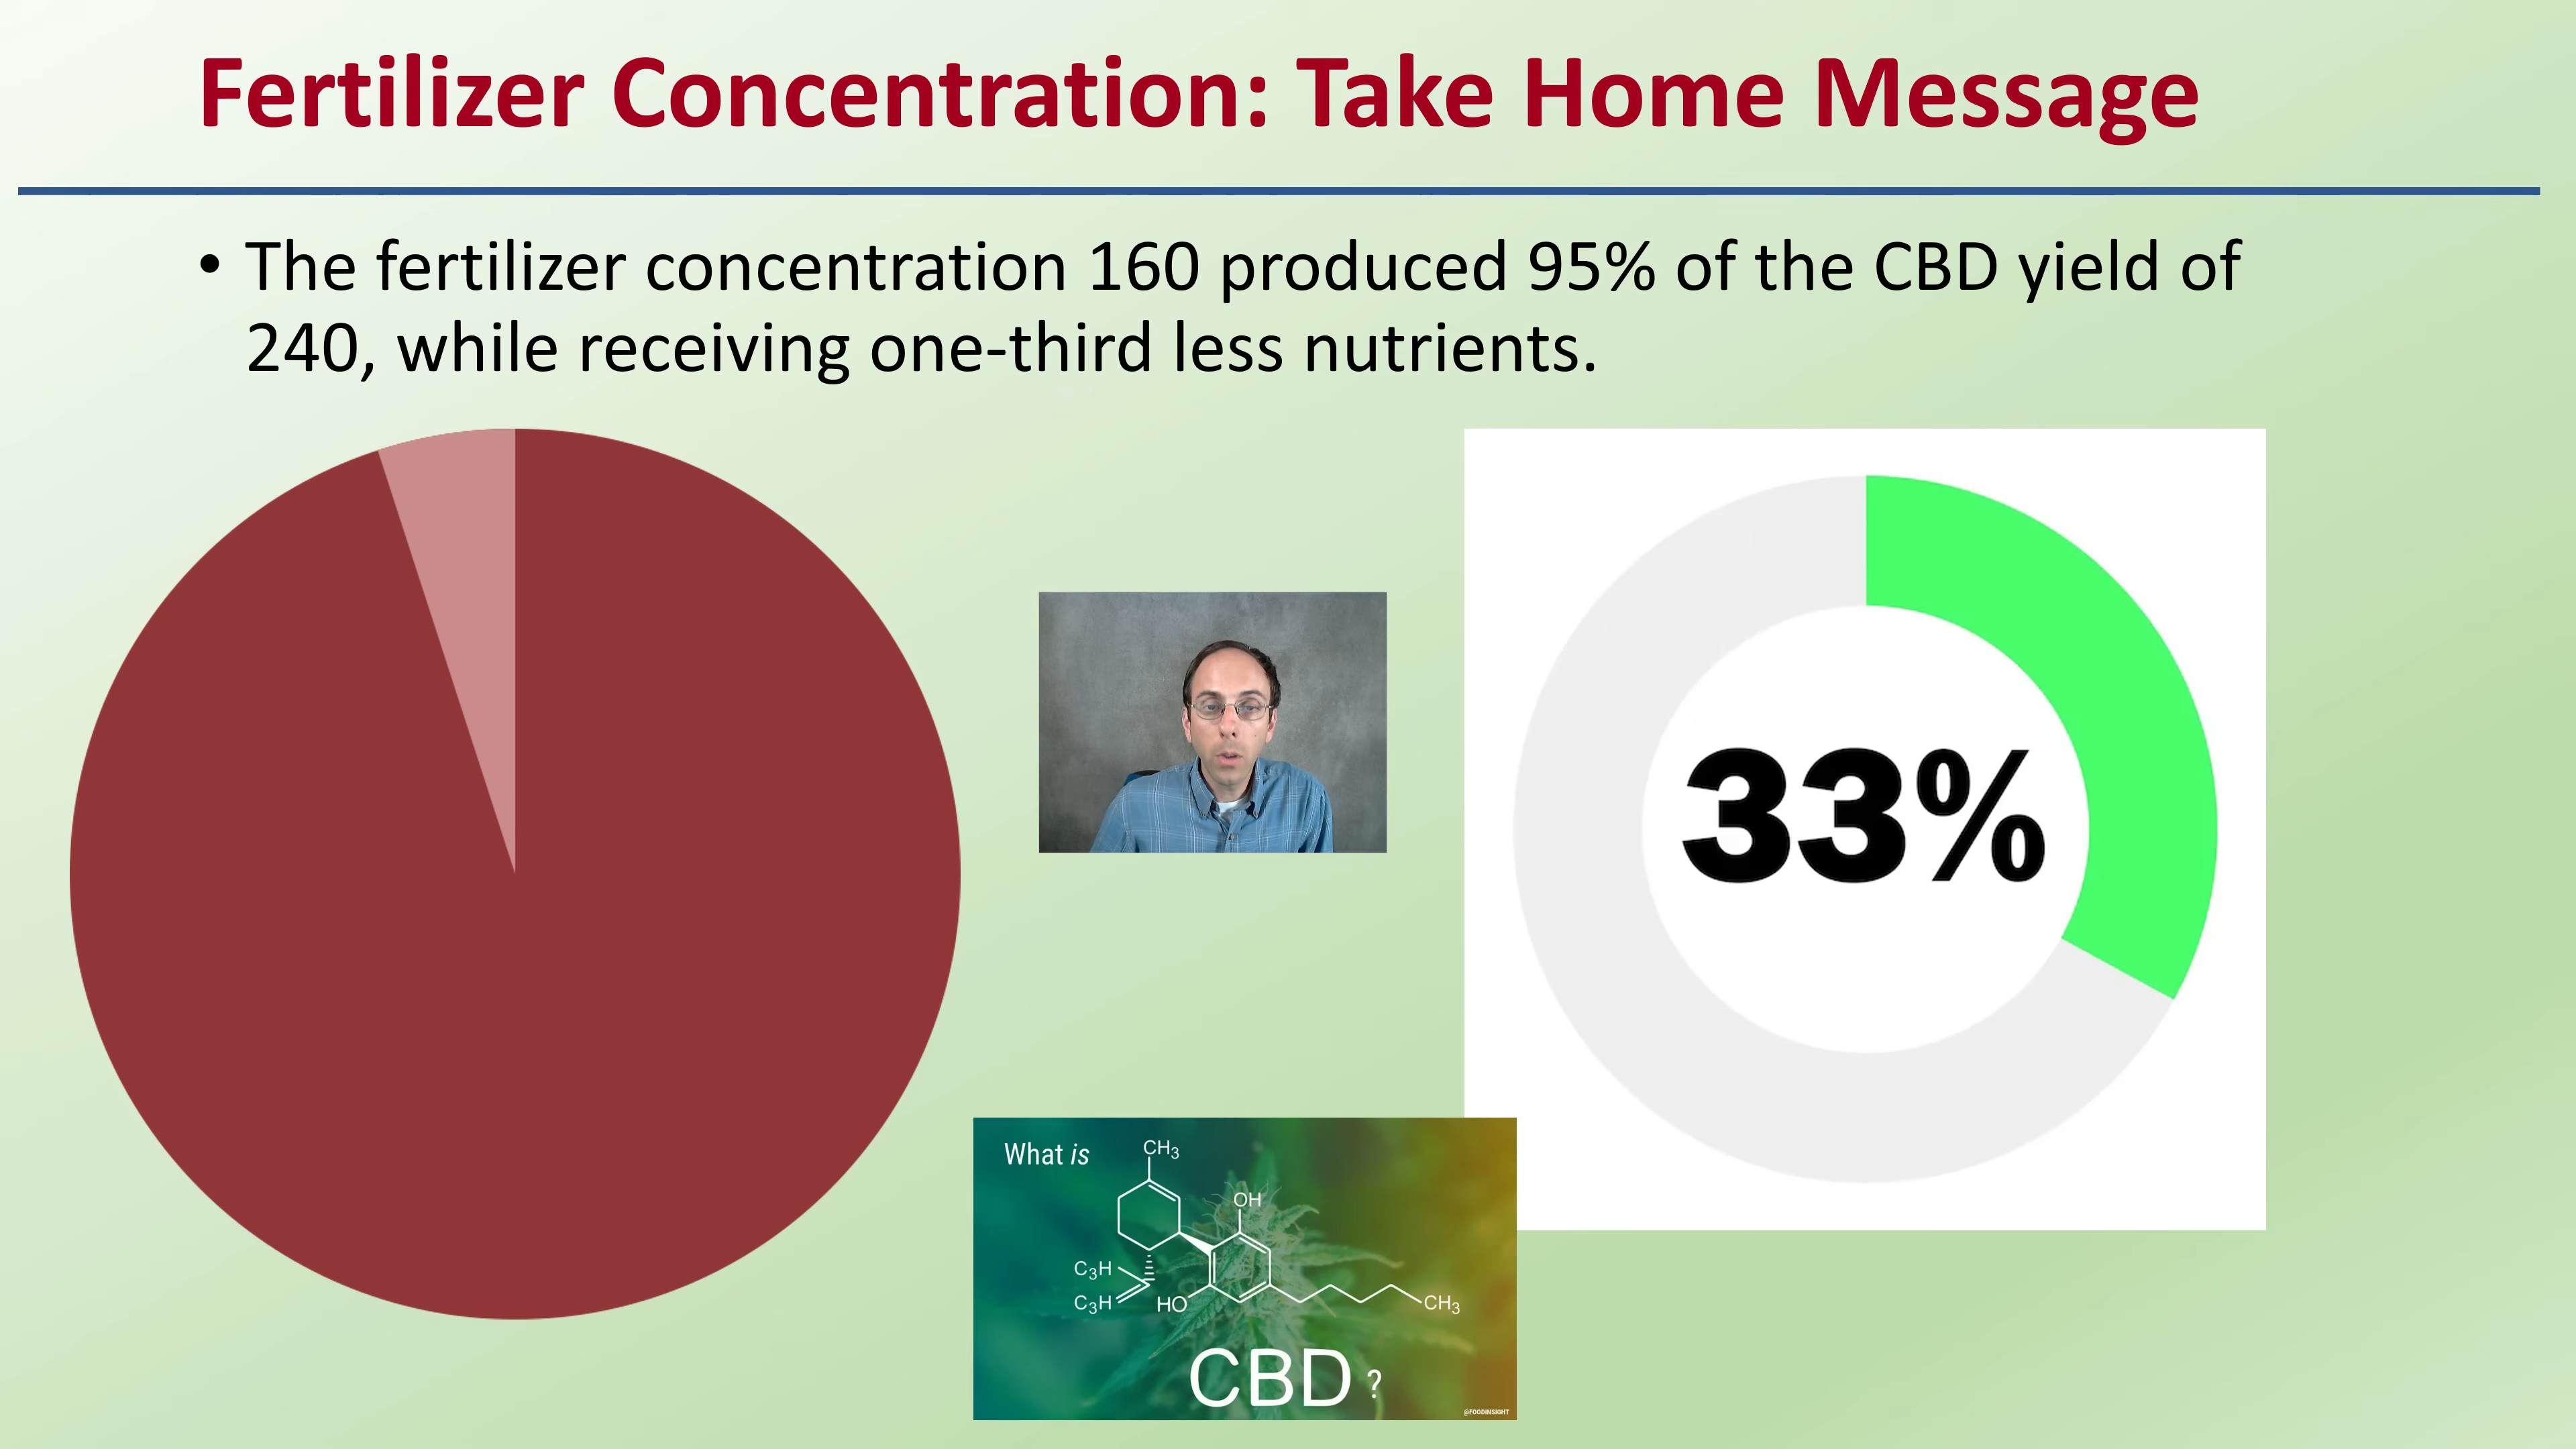 Fertilizer Concentration: Take Home Message
• The fertilizer concentration 160 produced 95% of the CBD yield of
240, while receiving one-third less nutrients.
33%
What is
CH₃
OH
C₃H
C₃H
HO
CH₃
CBD ?
@FOODINSIGHT